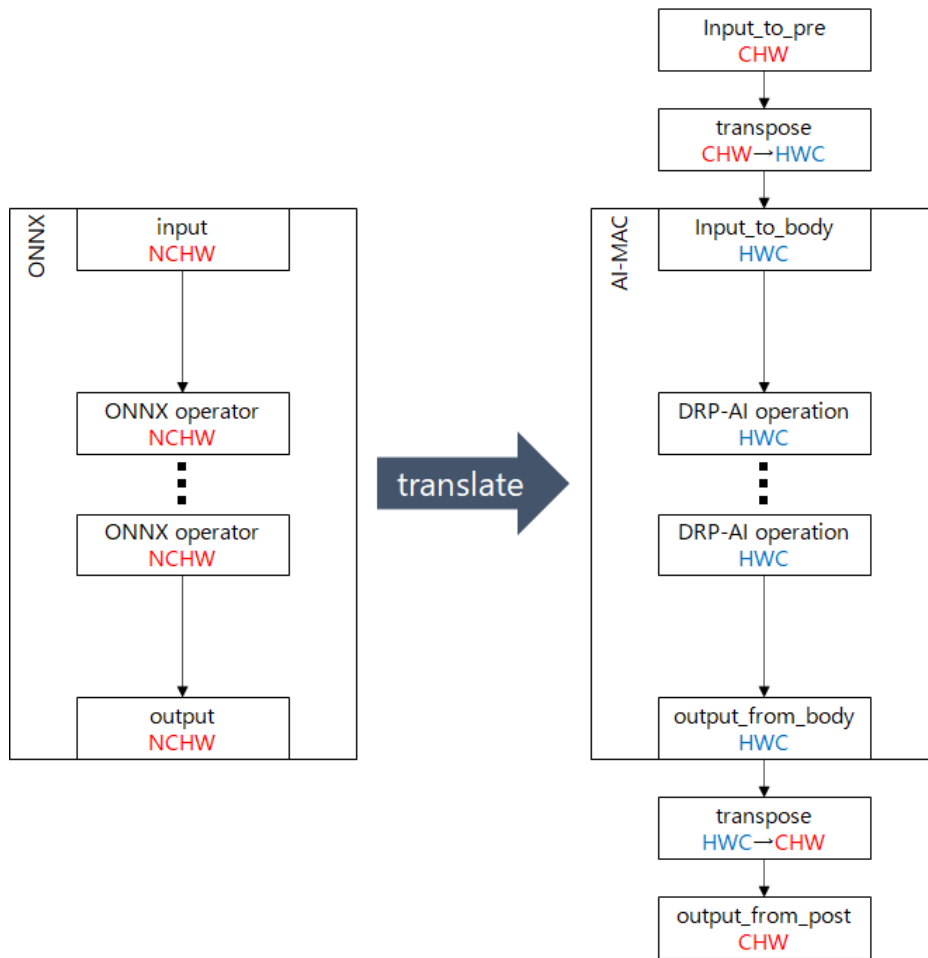 ONNX
input
NCHW
ONNX operator
NCHW
ONNX operator
NCHW
output
NCHW
translate
Input_to_pre
CHW
transpose
CHW→HWC
AI-MAC
Input_to_body
HWC
DRP-AI operation
HWC
DRP-AI operation
HWC
output_from_body
HWC
transpose
HWC→CHW
output_from_post
CHW